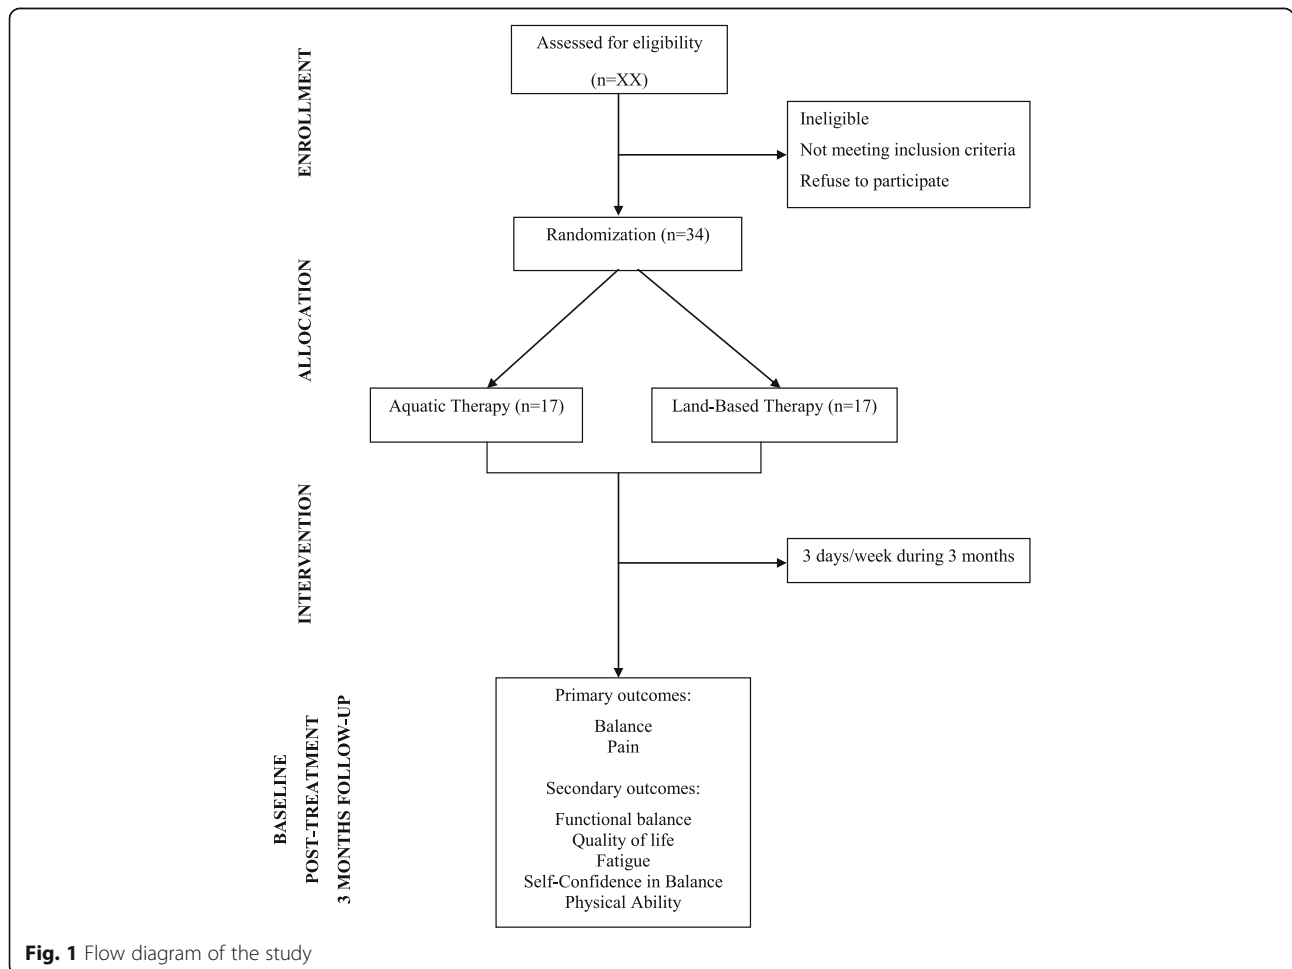 ENROLLMENT
Assessed for eligibility
(n=XX)
Ineligible
Not meeting inclusion criteria
Refuse to participate
Randomization (n=34)
ALLOCATION
Aquatic Therapy (n=17)
Land-Based Therapy (n=17)
INTERVENTION
3 days/week during 3 months
BASELINE
POST-TREATMENT
3 MONTHS FOLLOW-UP
Primary outcomes:
Balance
Pain
Secondary outcomes:
Functional balance
Quality of life
Fatigue
Self-Confidence in Balance
Physical Ability
Fig. 1 Flow diagram of the study